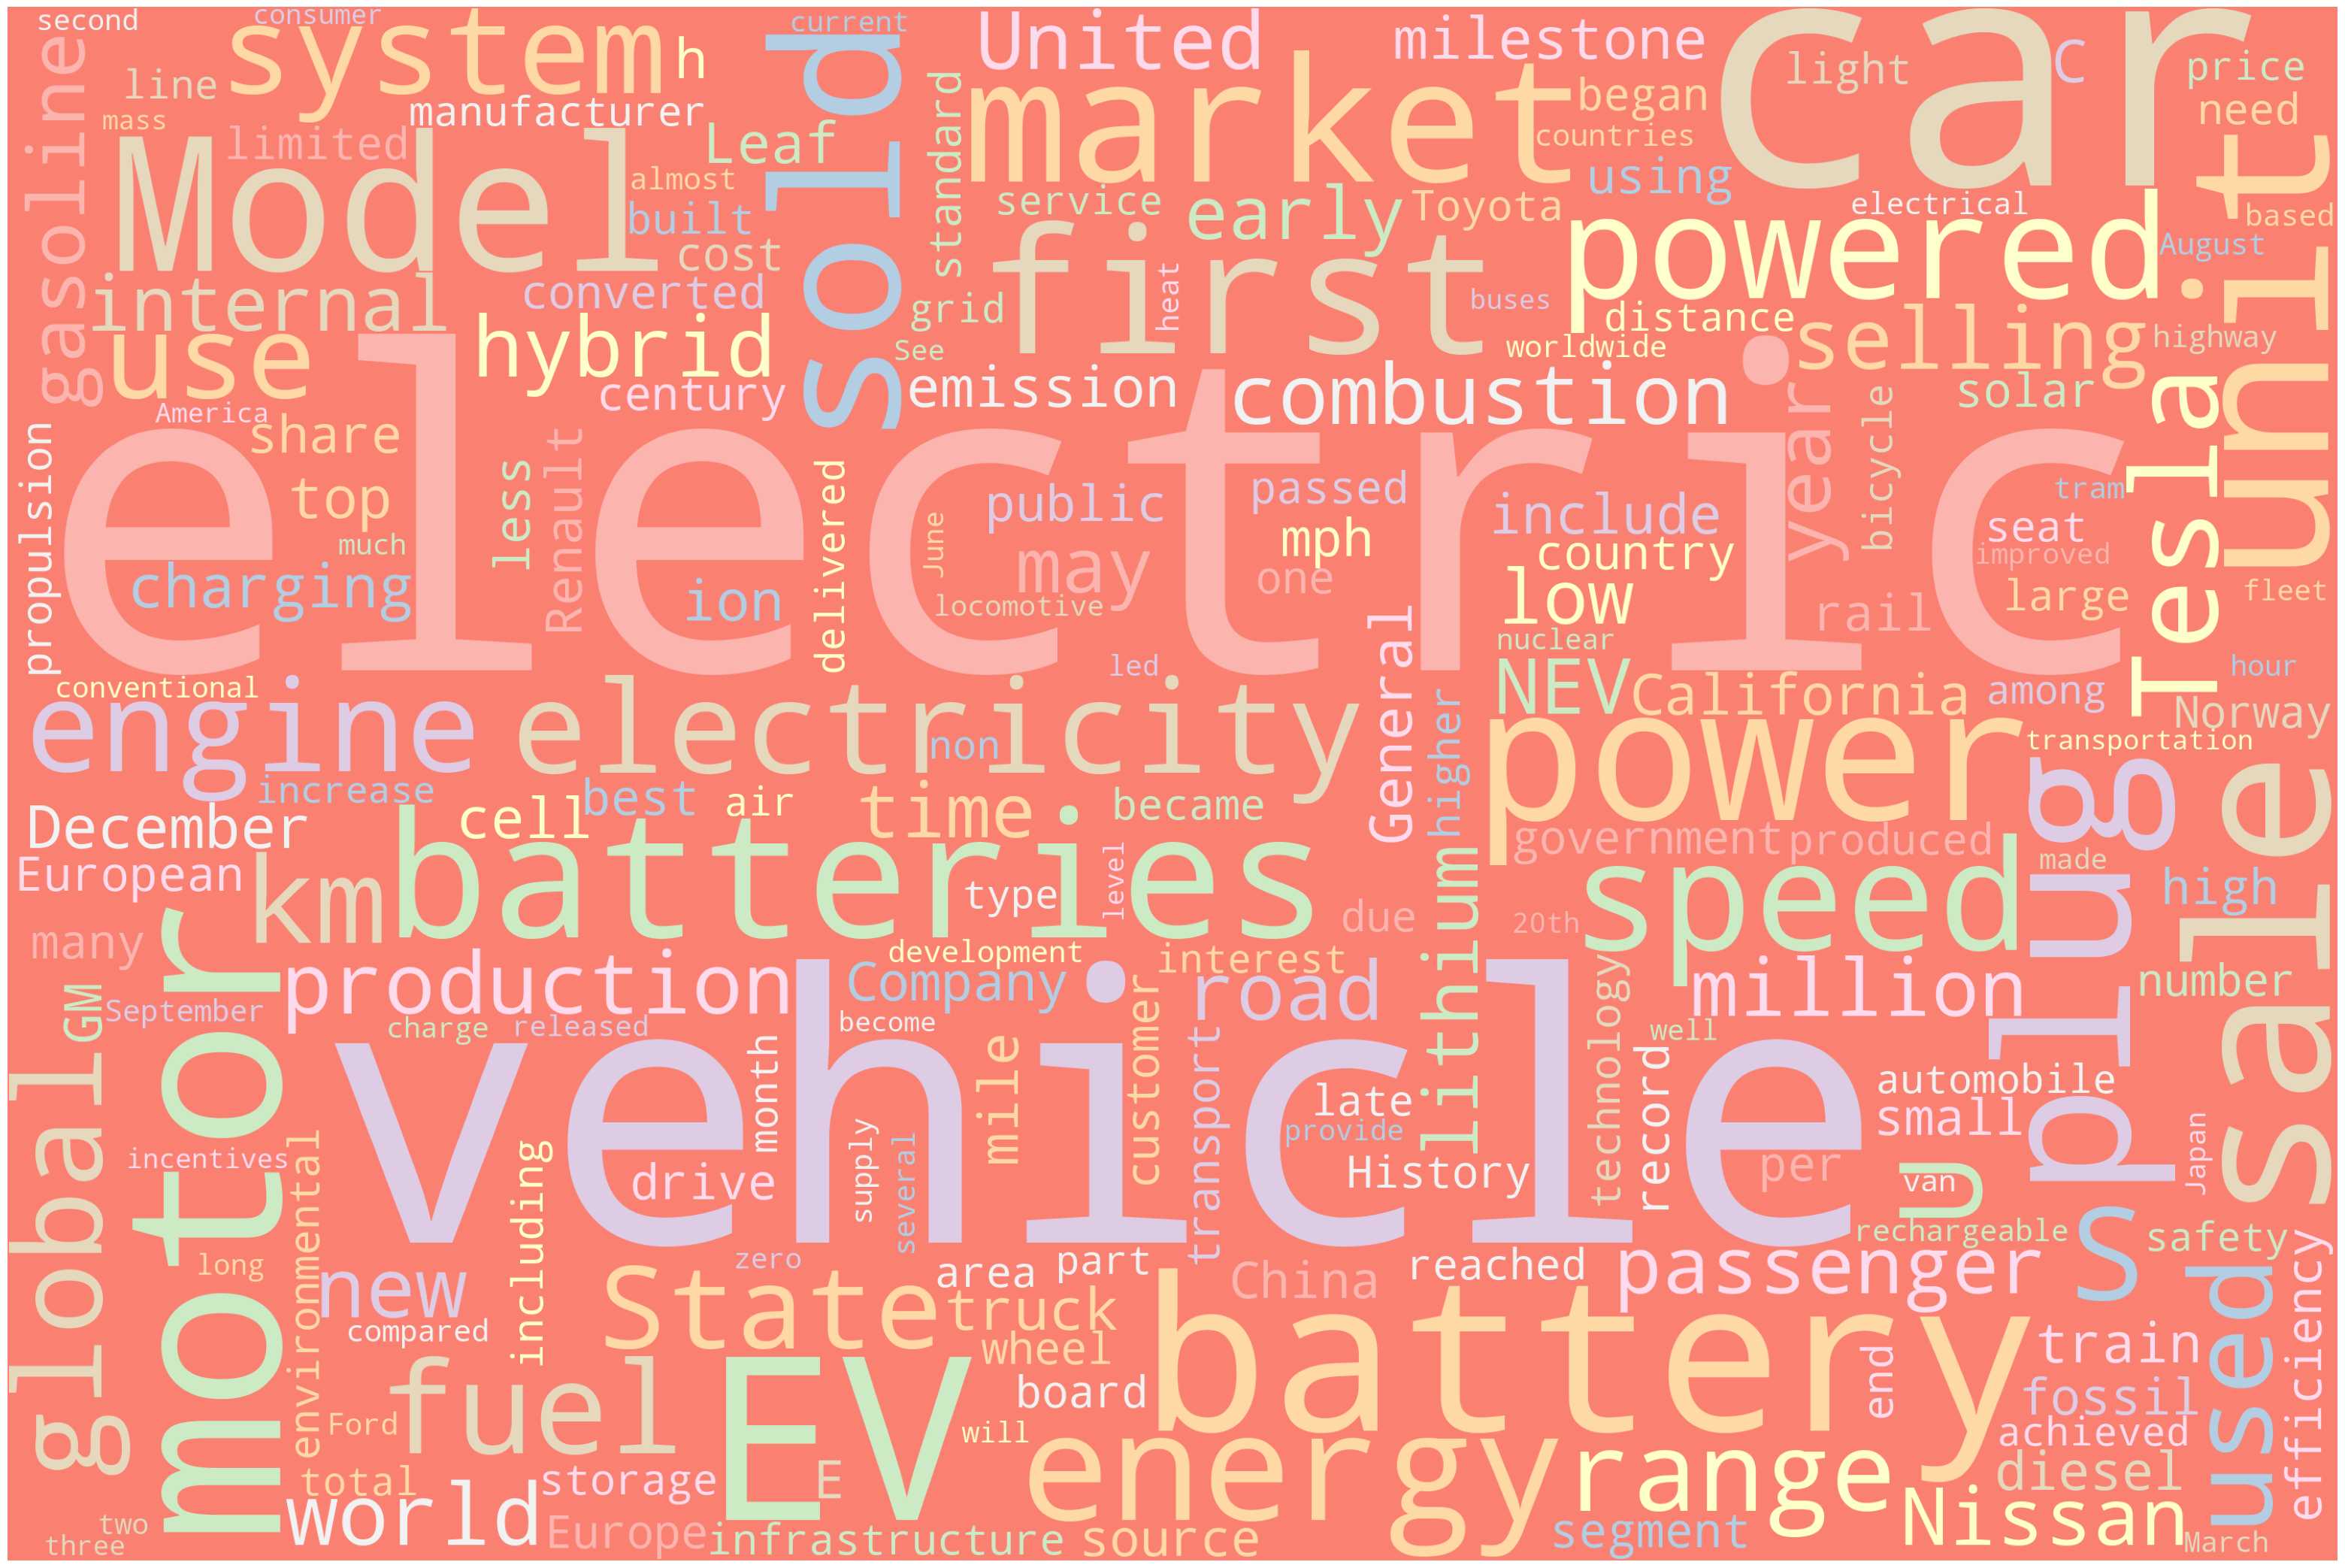 second
consumer
system
h
sold
current
United
milestone
car
light
C
price
line
mass
manufacturer
gasoline
limited
Model
Leaf
almost
built
cost
standard
market
began
countries
using
need
unit
service
early
Toyota
powered
electrical
based
August
internal
converted
grid
first
heat
buses
distance
selling
highway
use
hybrid
See
worldwide
century
emission
combustion
solar
America
share
electric
year
bicycle
Tesla
propulsion
top
less
Renault
delivered
public
passed
include
tram
seat
much
June
may
mph
one
country
low
improved
large
fleet
charging
ion
locomotive
General
nuclear
rail
led
hour
conventional
NEV
California
among
Norway
engine
electricity
non
higher
power
transportation
plug
sale
increase
best
air
time
became
December
cell
government
produced
made
European
km
batteries
type
level
lithium
speed
high
many
motor
due
20th
development
interest
production
Company
road
technology
million
number
GM
September
charge
released
become
customer
well
global
vehicle
month
mile
transport
late
record
automobile
small
incentives
environmental
including
drive
supply
several
provide
History
per
van
u
Japan
rechargeable
S
safety
long
zero
area
part
reached
passenger
new
State
truck
China
used
efficiency
compared
wheel
battery
end
train
fuel
EV
board
fossil
Ford
will
achieved
total
storage
E
energy
range
diesel
world
Nissan
two
three
Europe
infrastructure
source
segment
March